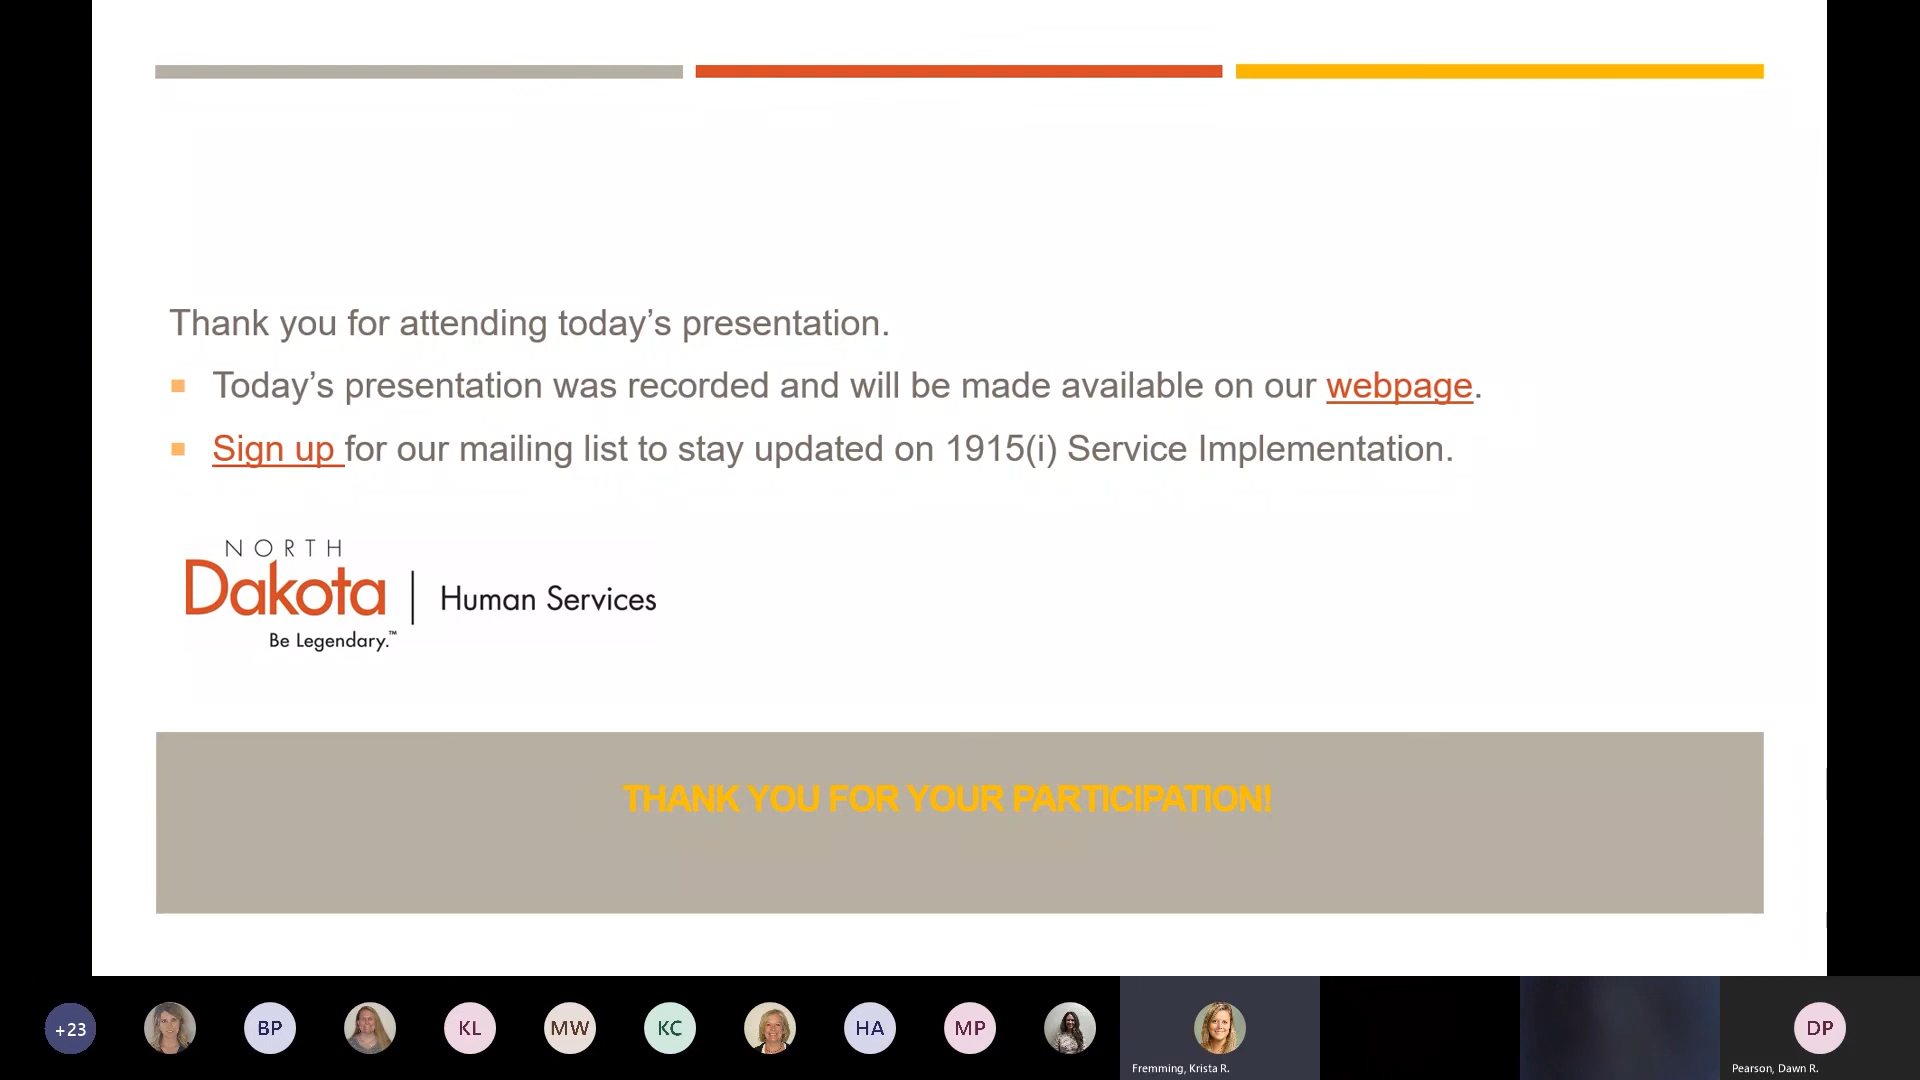 Thank you for attending today’s presentation.
Today’s presentation was recorded and will be made available on our webpage.
Sign up for our mailing list to stay updated on 1915(i) Service Implementation.
NORTH
Dakota
Be Legendary.™
Human Services
THANK YOU FOR YOUR PARTICIPATION!
+23
BP
KL
MW
KC
HA
MP
DP
Fremming, Krista R.
Pearson, Dawn R.